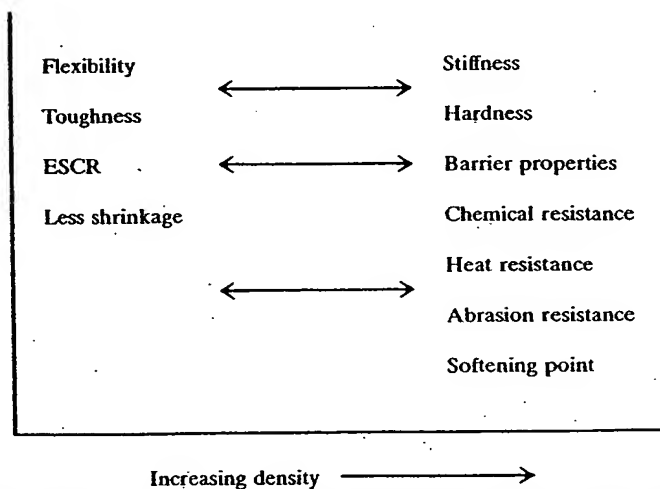 Flexibility
Stiffness
Toughness
Hardness
ESCR
Barrier properties
Less shrinkage
Chemical resistance
Heat resistance
Abrasion resistance
Softening point
Increasing density